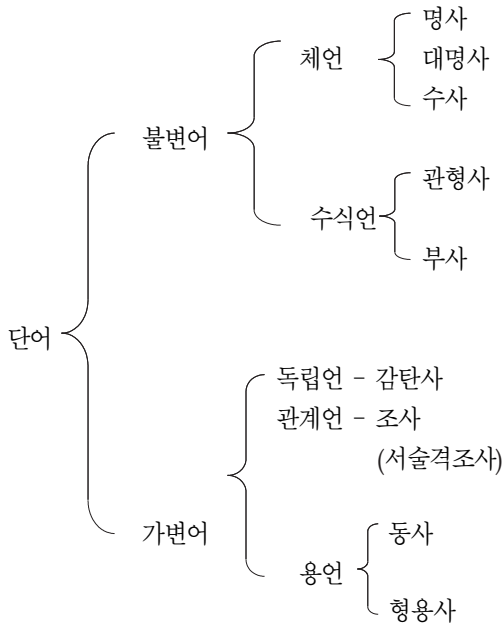 명사
체언
대명사
수사
불변어
관형사
수식언
부사
단어
독립언 - 감탄사
관계언 - 조사
(서술격조사)
동사
가변어
용언
형용사